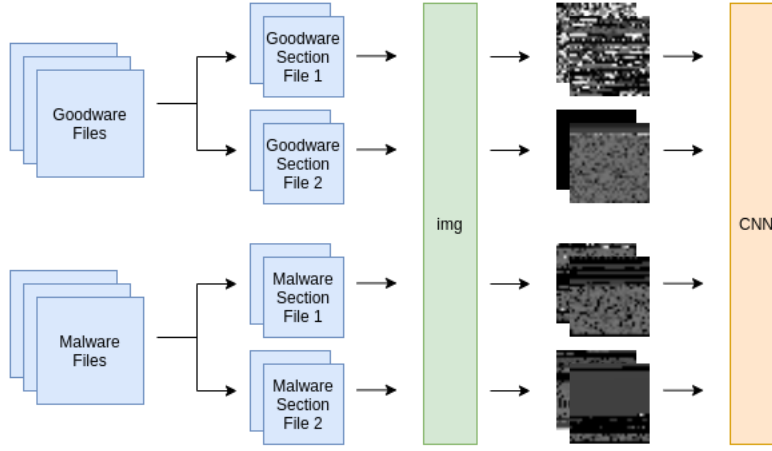 Goodware
Files
Goodware
Section
File 1
Goodware
Section
File 2
Malware
Files
Malware
Section
File 1
Malware
Section
File 2
img
CNN